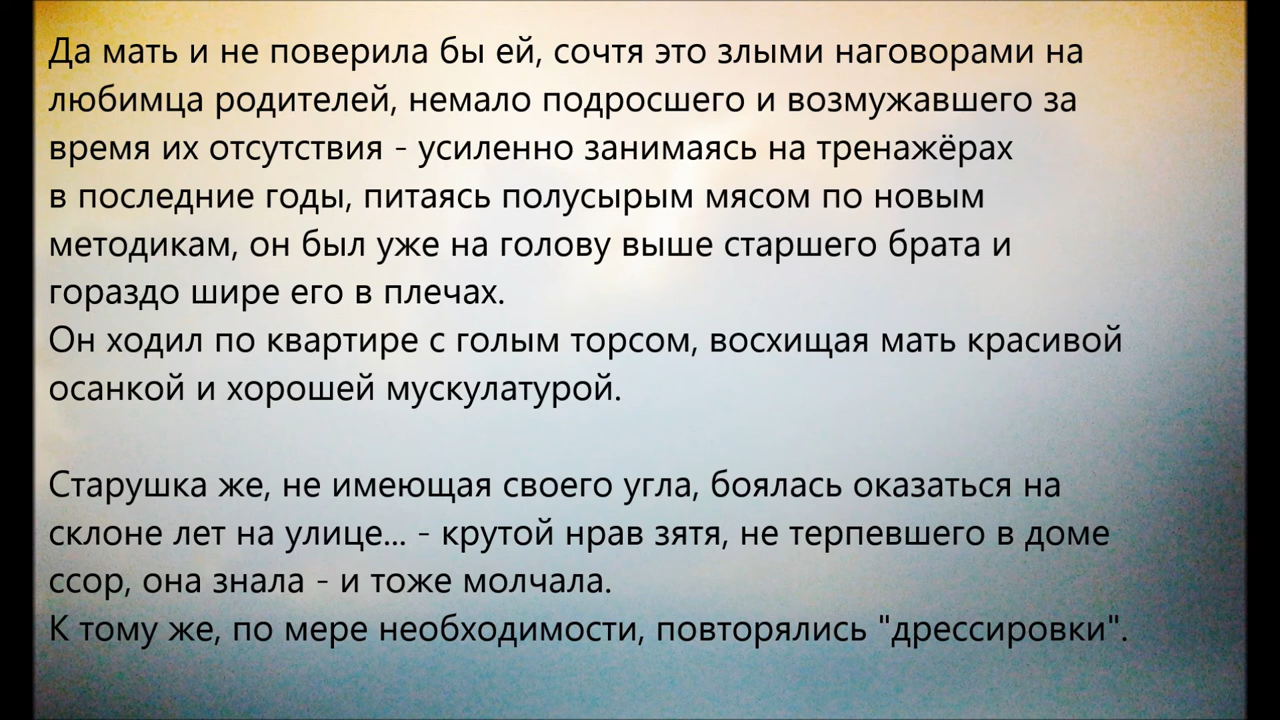 Да мать и не поверила бы ей, сочтя это злыми наговорами на
любимца родителей, немало подросшего и возмужавшего за
время их отсутствия - усиленно занимаясь на тренажёрах
в последние годы, питаясь полусырым мясом по новым
методикам, он был уже на голову выше старшего брата и
гораздо шире его в плечах.
Он ходил по квартире с голым торсом, восхищая мать красивой
осанкой и хорошей мускулатурой.
Старушка же, не имеющая своего угла, боялась оказаться на
склоне лет на улице... - крутой нрав зятя, не терпевшего в доме
ссор, она знала - и тоже молчала.
К тому же, по мере необходимости, повторялись "дрессировки".